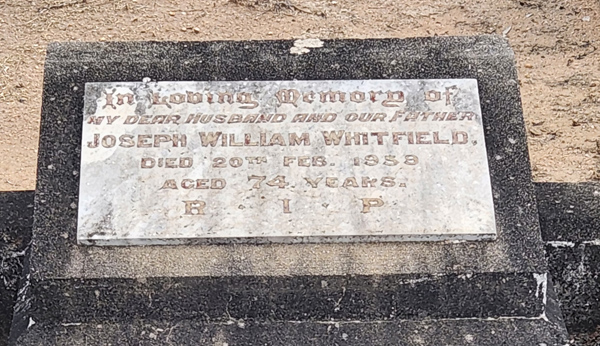 In Loving Memory of
MY DEAR HUSBAND AND OUR FATHER
JOSEPH WILLIAM WHITFIELD.
DIED 20TH FEB. 1959
AGED 74 YEARS.
R · I · P